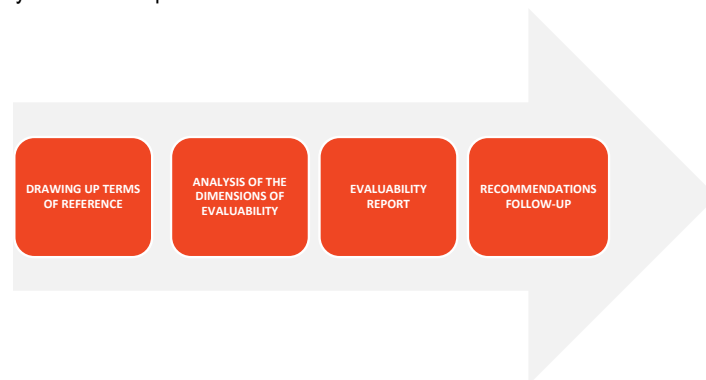 DRAWING UP TERMS
OF REFERENCE
ANALYSIS OF THE
DIMENSIONS OF
EVALUABILITY
EVALUABILITY
REPORT
RECOMMENDATIONS
FOLLOW-UP